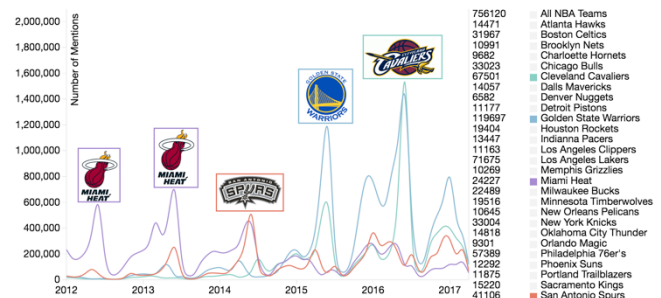 2,000,000
1,800,000
1,600,000
1,400,000
1,200,000
1,000,000
800,000
600,000
400,000
200,000
0
Number of Mentions
2012
2013
2014
2015
2016
2017
MIAMI HEAT
MIAMI HEAT
SAN ANTONIO
SPURS
GOLDEN STATE
WARRIORS
CLEVELAND
CAVALIERS
756120 All NBA Teams
14471 Atlanta Hawks
31967 Boston Celtics
10991 Brooklyn Nets
9682 Charloette Hornets
33023 Chicago Bulls
67501 Cleveland Cavaliers
14057 Dalls Mavericks
6582 Denver Nuggets
11177 Detroit Pistons
119697 Golden State Warriors
19404 Houston Rockets
13447 Indianna Pacers
11163 Los Angeles Clippers
71675 Los Angeles Lakers
10269 Memphis Grizzlies
24227 Miami Heat
22489 Milwaukee Bucks
19516 Minnesota Timberwolves
10645 New Orleans Pelicans
33004 New York Knicks
14818 Oklahoma City Thunder
9301 Orlando Magic
57389 Philadelphia 76er's
12292 Phoenix Suns
11875 Portland Trailblazers
15220 Sacramento Kings
41106 San Antonio Spurs